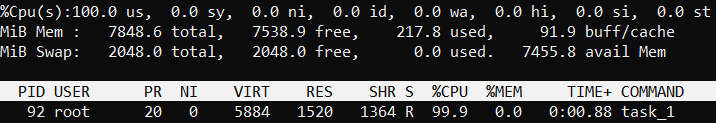 %Cpu(s):100.0 us,  0.0 sy,  0.0 ni,  0.0 id,  0.0 wa,  0.0 hi,  0.0 si,  0.0 st
MiB Mem :   7848.6 total,   7538.9 free,    217.8 used,     91.9 buff/cache
MiB Swap:   2048.0 total,   2048.0 free,      0.0 used.   7455.8 avail Mem
PID USER      PR  NI    VIRT    RES    SHR S  %CPU  %MEM     TIME+ COMMAND
92 root      20   0    5884   1520   1364 R  99.9   0.0   0:00.88 task_1